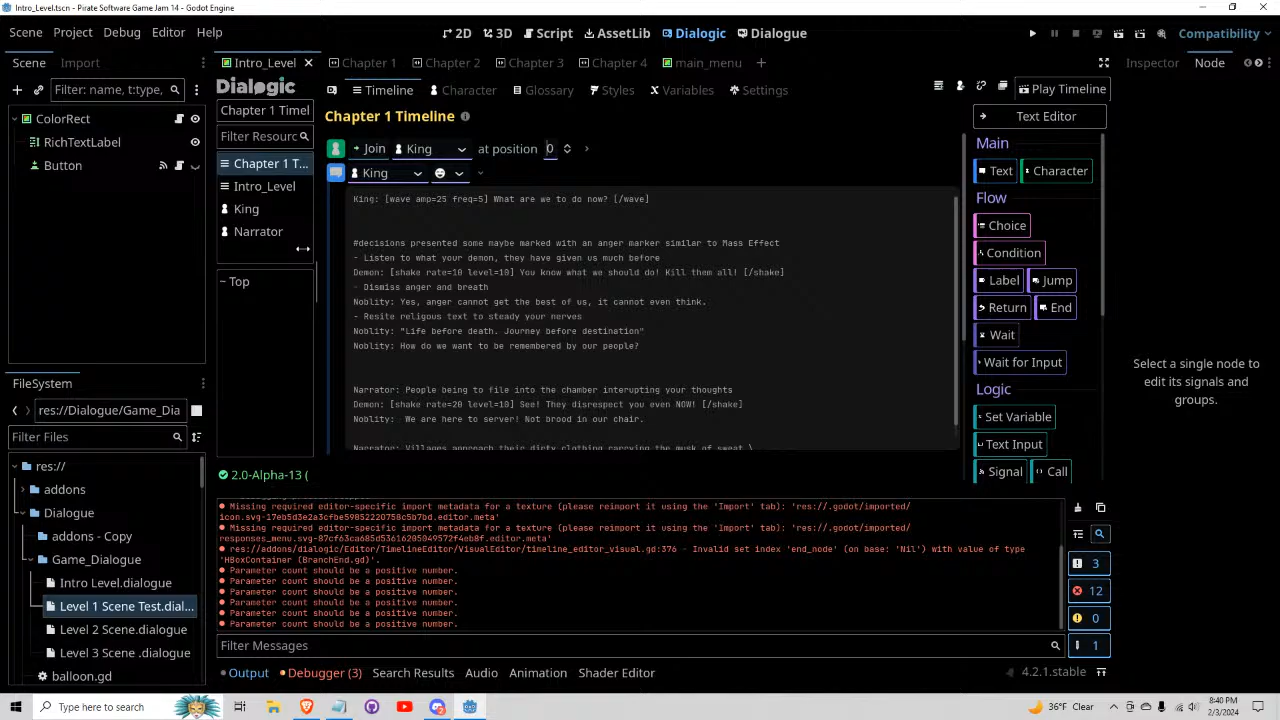 Intro_Level.tscn - Pirate Software Game Jam 14 - Godot Engine
Scene Project Debug Editor Help
2D 3D Script AssetLib Dialogic Dialogue
Compatibility
Scene Import
Intro_Level Chapter 1 Chapter 2 Chapter 3 Chapter 4 main_menu
Inspector Node
Filter: name, t:type,
ColorRect
RichTextLabel
Button
Dialogic
Timeline Character Glossary Styles Variables Settings
Play Timeline
Chapter 1 Timel
Filter Resourc
Chapter 1 T...
Intro_Level
King
Narrator
Top
2.0-Alpha-13 (
Chapter 1 Timeline
Join King at position 0
King
King: [wave amp=25 freq=5] What are we to do now? [/wave]
#decisions presented some maybe marked with an anger marker similar to Mass Effect
- Listen to what your demon, they have given us much before
Demon: [shake rate=10 level=10] You know what we should do! Kill them all! [/shake]
- Dismiss anger and breath
Noblity: Yes, anger cannot get the best of us, it cannot even think.
- Resite religous text to steady your nerves
Noblity: "Life before death. Journey before destination"
Noblity: How do we want to be remembered by our people?
Narrator: People being to file into the chamber interupting your thoughts
Demon: [shake rate=20 level=10] See! They disrespect you even NOW! [/shake]
Noblity:  We are here to server! Not brood in our chair.
Narrator: Villages approach their dirty clothing carrying the musk of sweat \
Text Editor
Main
Text Character
Flow
Choice
Condition
Label Jump
Return End
Wait
Wait for Input
Logic
Set Variable
Text Input
Signal Call
Select a single node to
edit its signals and
groups.
FileSystem
res://Dialogue/Game_Dia
Filter Files
res://
addons
Dialogue
addons - Copy
Game_Dialogue
Intro Level.dialogue
Level 1 Scene Test.dial...
Level 2 Scene.dialogue
Level 3 Scene .dialogue
balloon.gd
Missing required editor-specific import metadata for a texture (please reimport it using the 'Import' tab): 'res://.godot/imported/
icon.svg-17eb5d3e2a3cfbe59852220758c5b7bd.editor.meta'
Missing required editor-specific import metadata for a texture (please reimport it using the 'Import' tab): 'res://.godot/imported/
responses_menu.svg-87cf63ca685d53616205049572f4eb8f.editor.meta'
res://addons/dialogic/Editor/TimelineEditor/VisualEditor/timeline_editor_visual.gd:376 - Invalid set index 'end_node' (on base: 'Nil') with value of type
'HBoxContainer (BranchEnd.gd)'.
Parameter count should be a positive number.
Parameter count should be a positive number.
Parameter count should be a positive number.
Parameter count should be a positive number.
Parameter count should be a positive number.
Parameter count should be a positive number.
3
12
0
1
Filter Messages
Output Debugger (3) Search Results Audio Animation Shader Editor
4.2.1.stable
Type here to search
36°F Clear
8:40 PM
2/3/2024